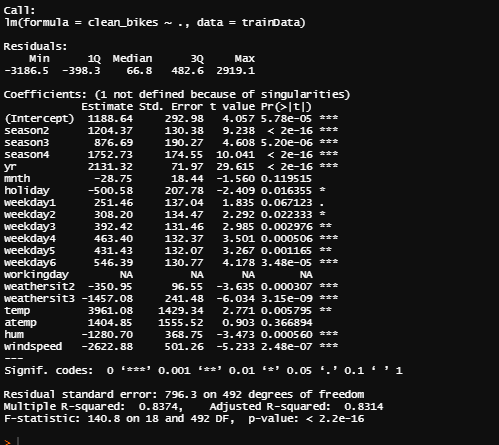 Call:
lm(formula = clean_bikes ~ ., data = trainData)
Residuals:
Min 1Q Median 3Q Max
-3186.5 -398.3 66.8 482.6 2919.1
Coefficients: (1 not defined because of singularities)
Estimate Std. Error t value Pr(>|t|)
(Intercept) 1188.64 292.98 4.057 5.78e-05 ***
season2 1204.37 130.38 9.238 < 2e-16 ***
season3 876.69 190.27 4.608 5.20e-06 ***
season4 1752.73 174.55 10.041 < 2e-16 ***
yr 2131.32 71.97 29.615 < 2e-16 ***
mnth -28.75 18.44 -1.560 0.119515
holiday -500.58 207.78 -2.409 0.016355 *
weekday1 251.46 137.04 1.835 0.067123 .
weekday2 308.20 134.47 2.292 0.022333 *
weekday3 392.42 131.46 2.985 0.002976 **
weekday4 463.40 132.37 3.501 0.000506 ***
weekday5 431.43 132.07 3.267 0.001165 **
weekday6 546.39 130.77 4.178 3.48e-05 ***
workingday NA NA NA NA
weathersit2 -350.95 96.55 -3.635 0.000307 ***
weathersit3 -1457.08 241.48 -6.034 3.15e-09 ***
temp 3961.08 1429.34 2.771 0.005795 **
atemp 1404.85 1555.52 0.903 0.366894
hum -1280.70 368.75 -3.473 0.000560 ***
windspeed -2622.88 501.26 -5.233 2.48e-07 ***
---
Signif. codes: 0 ‘***’ 0.001 ‘**’ 0.01 ‘*’ 0.05 ‘.’ 0.1 ‘ ’ 1
Residual standard error: 796.3 on 492 degrees of freedom
Multiple R-squared: 0.8374, Adjusted R-squared: 0.8314
F-statistic: 140.8 on 18 and 492 DF, p-value: < 2.2e-16
>